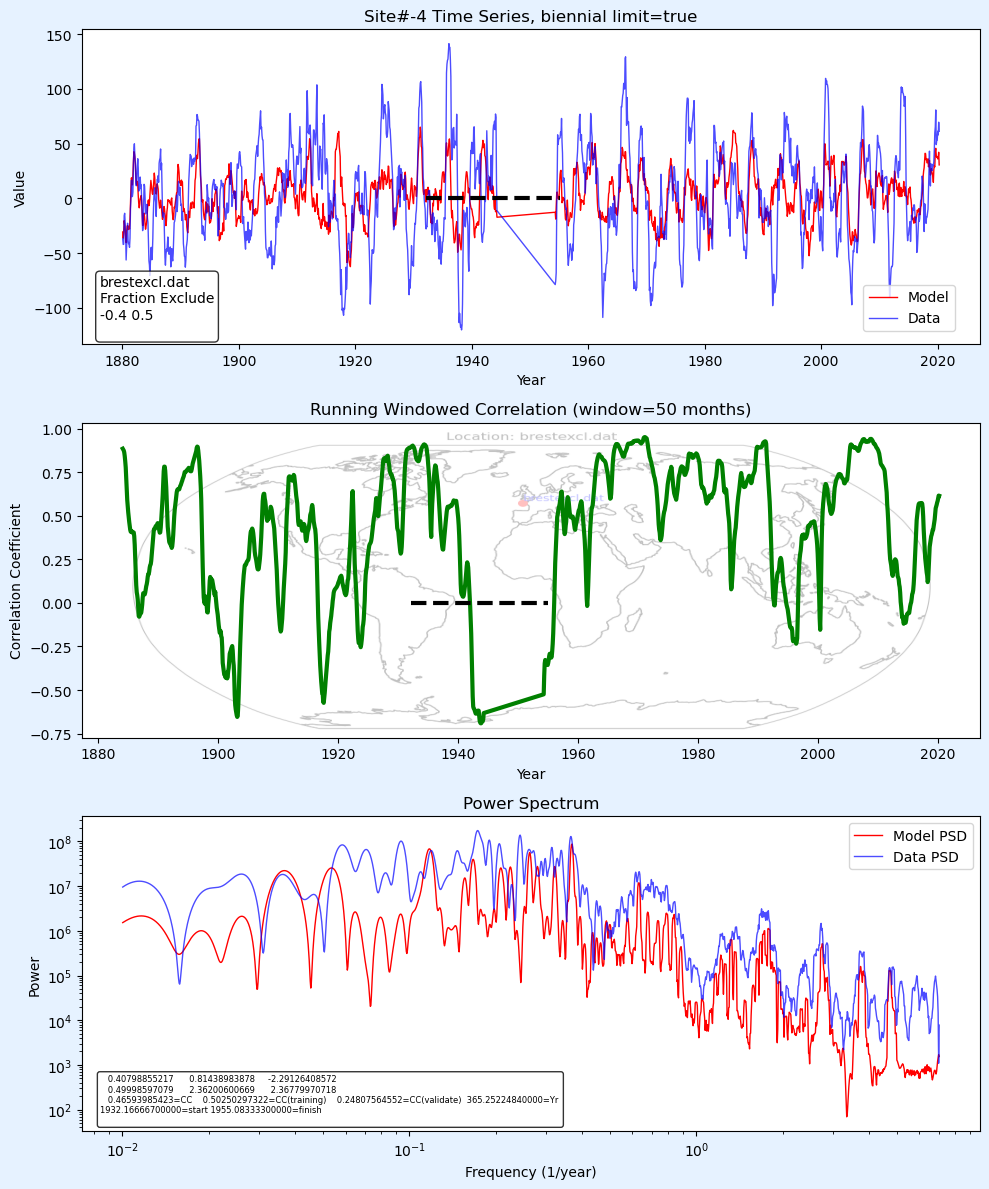 Site#-4 Time Series, biennial limit=true
150
100
50
0
−50
−100
Value
brestexcl.dat
Fraction Exclude
-0.4 0.5
Model
Data
1880
1900
1920
1940
1960
1980
2000
2020
Year
Running Windowed Correlation (window=50 months)
Location: brestexcl.dat
brestexcl.dat
1.00
0.75
0.50
0.25
0.00
−0.25
−0.50
−0.75
Correlation Coefficient
1880
1900
1920
1940
1960
1980
2000
2020
Year
Power Spectrum
Model PSD
Data PSD
10⁸
10⁷
10⁶
10⁵
10⁴
10³
10²
Power
0.40798855217 0.81438983878 -2.29126408572
0.49998597079 2.36200600669 2.36779970718
0.46593985423=CC 0.50250297322=CC(training) 0.24807564552=CC(validate) 365.25224840000=Yr
1932.16666700000=start 1955.08333300000=finish
10⁻²
10⁻¹
10⁰
Frequency (1/year)